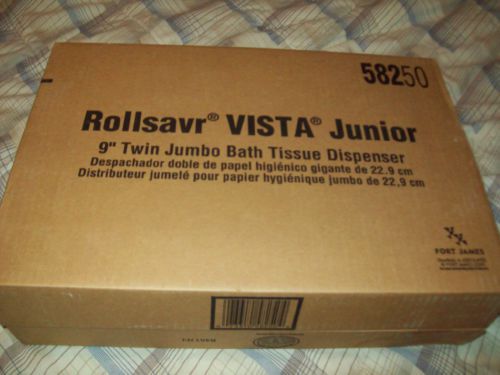 58250
Rollsavr® VISTA® Junior
9" Twin Jumbo Bath Tissue Dispenser
Despachador doble de papel higiénico gigante de 22.9 cm
Distributeur jumelé pour papier hygiénique jumbo de 22,9 cm
FORT JAMES